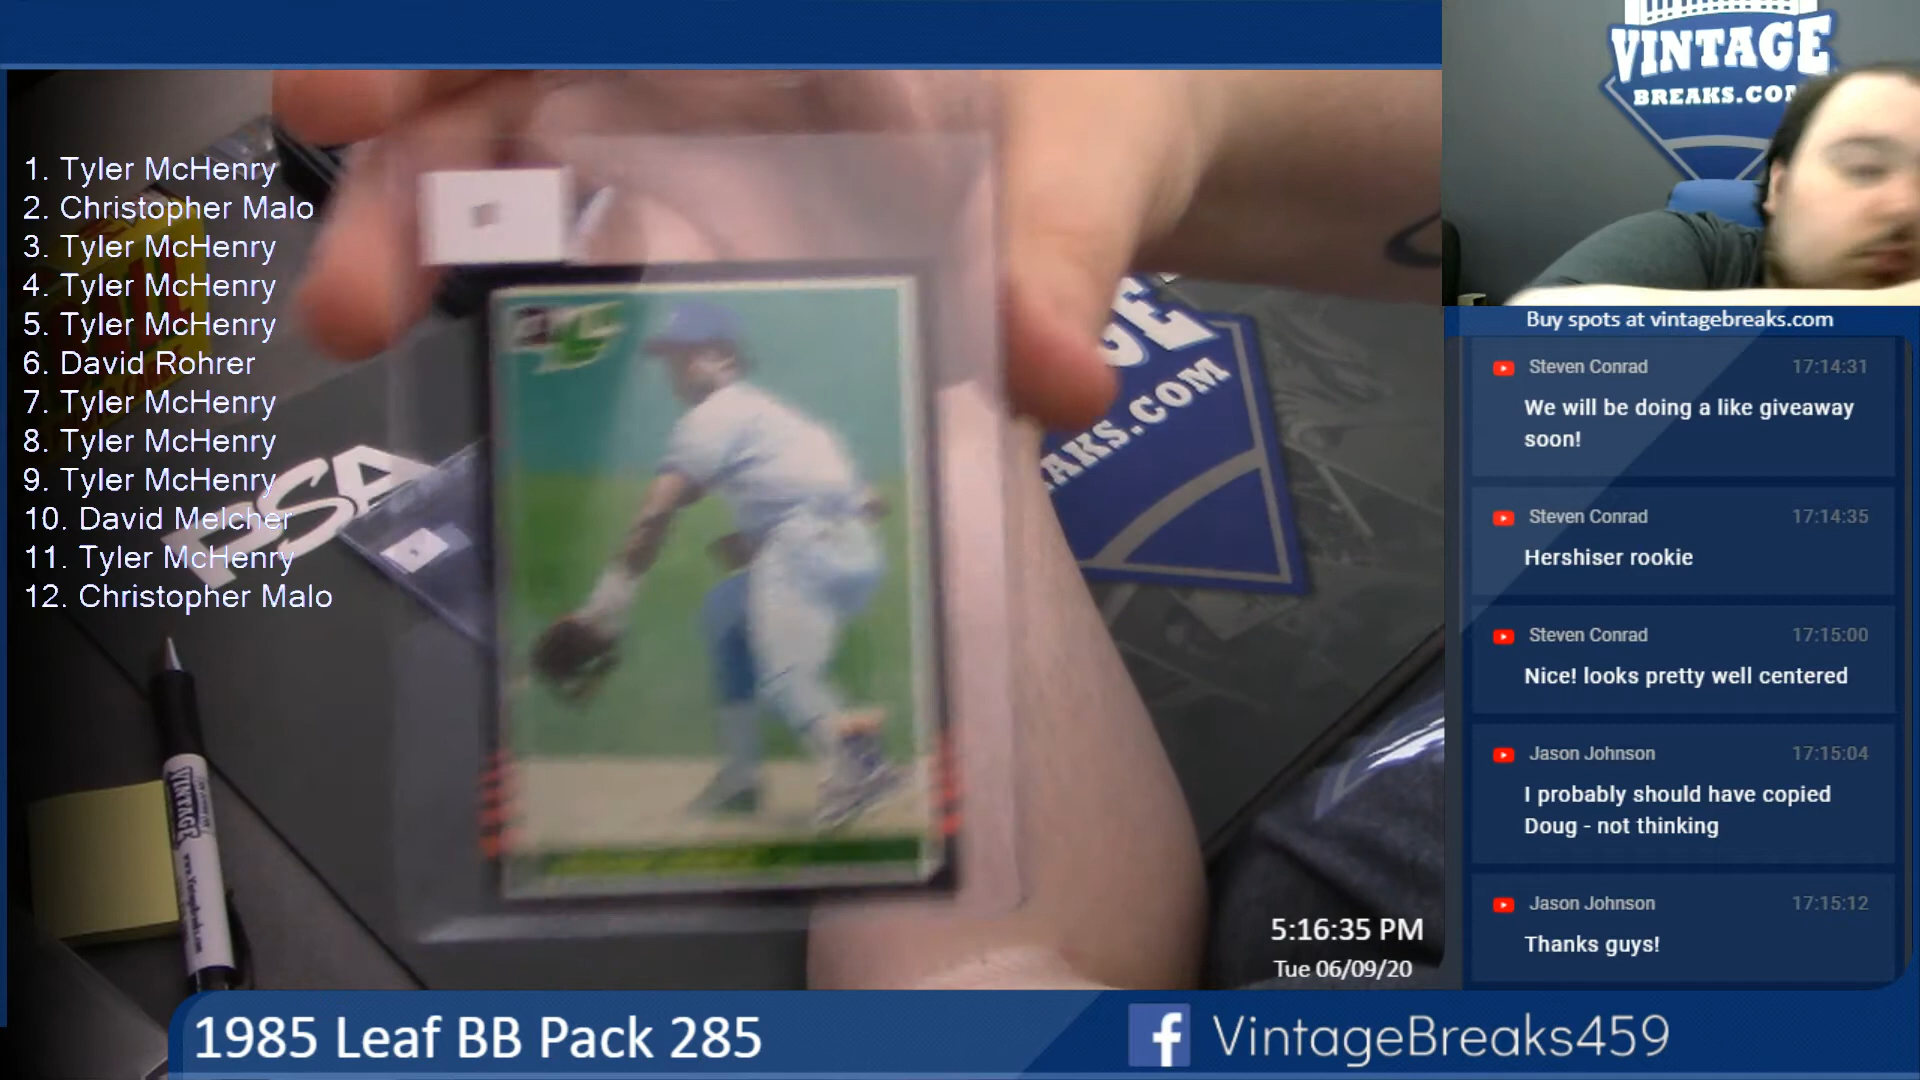 VINTAGE
BREAKS.COM
1. Tyler McHenry
2. Christopher Malo
3. Tyler McHenry
4. Tyler McHenry
5. Tyler McHenry
6. David Rohrer
7. Tyler McHenry
8. Tyler McHenry
9. Tyler McHenry
10. David Melcher
11. Tyler McHenry
12. Christopher Malo
PSA
AKS.COM
VINTAGE
Buy spots at vintagebreaks.com
Steven Conrad 17:14:31
We will be doing a like giveaway
soon!
Steven Conrad 17:14:35
Hershiser rookie
Steven Conrad 17:15:00
Nice! looks pretty well centered
Jason Johnson 17:15:04
I probably should have copied
Doug - not thinking
Jason Johnson 17:15:12
Thanks guys!
5:16:35 PM
Tue 06/09/20
1985 Leaf BB Pack 285
f VintageBreaks459